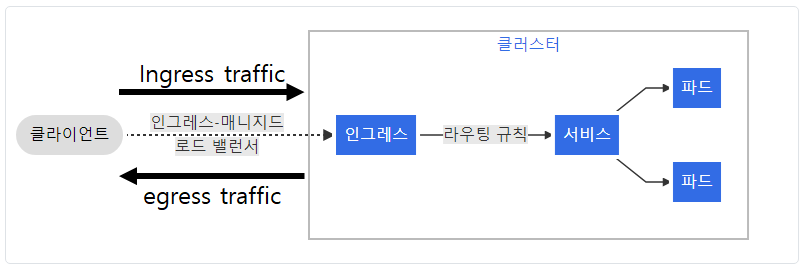 클러스터
Ingress traffic
파드
클라이언트
인그레스-매니지드
로드 밸런서
인그레스
라우팅 규칙
서비스
egress traffic
파드